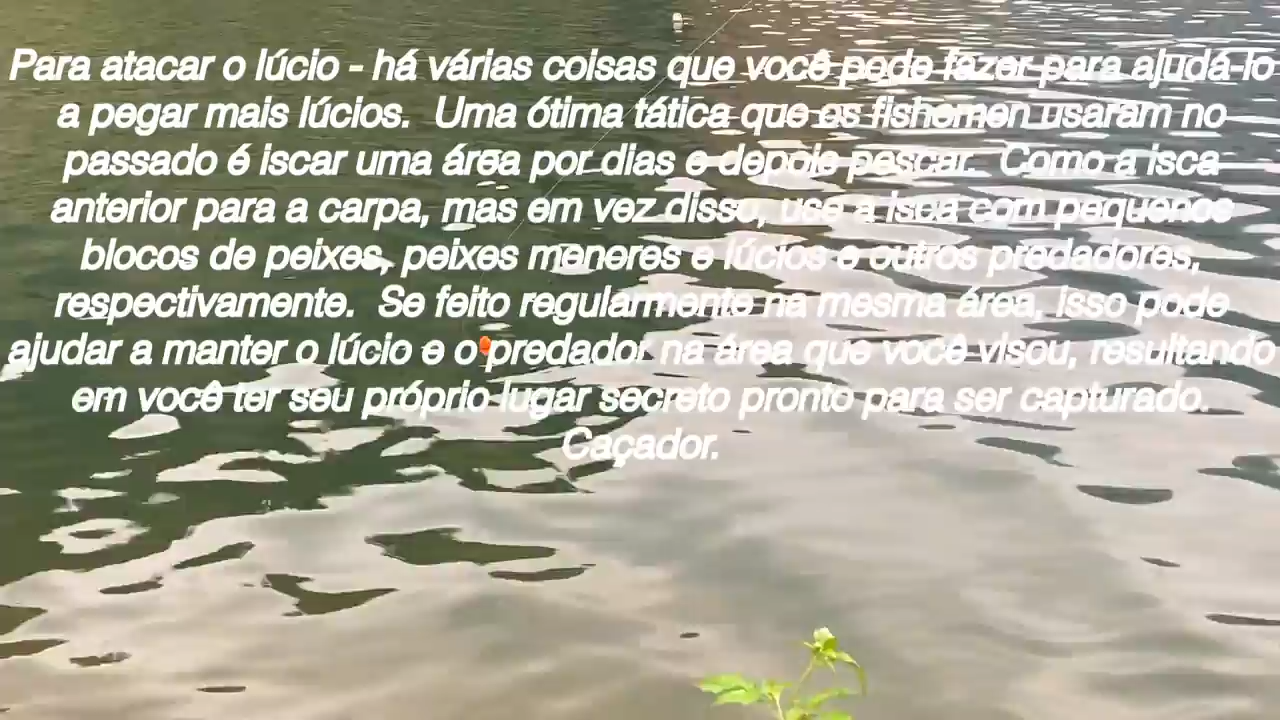 Para atacar o lúcio - há várias coisas que você pode fazer para ajudá-lo
a pegar mais lúcios. Uma ótima tática que os fishemen usaram no
passado é iscar uma área por dias e depois pescar. Como a isca
anterior para a carpa, mas em vez disso, use a isca com pequenos
blocos de peixes, peixes meneres e lúcios e outros predadores,
respectivamente. Se feito regularmente na mesma área, isso pode
ajudar a manter o lúcio e o predador na área que você visou, resultando
em você ter seu próprio lugar secreto pronto para ser capturado.
Caçador.